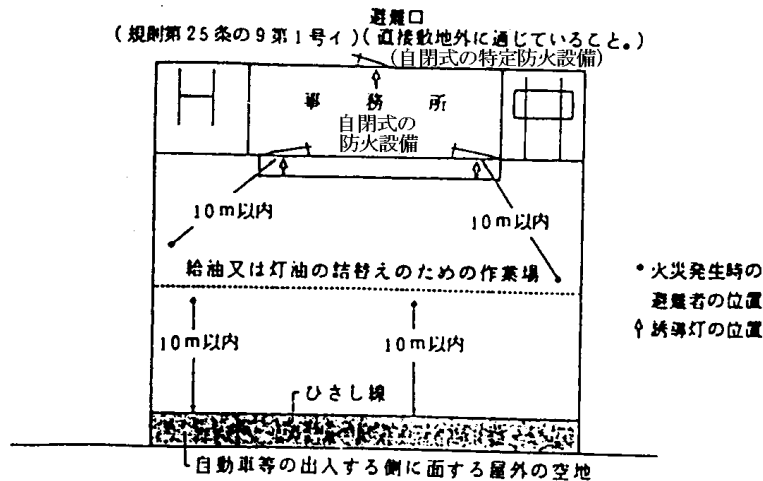 避難口
(規則第25条の9第1号イ)(直接敷地外に通じていること。)
(自閉式の特定防火設備)
事務所
自閉式の
防火設備
10m以内
10m以内
給油又は灯油の詰替えのための作業場
10m以内
10m以内
ひさし線
自動車等の出入する側に面する屋外の空地
•火災発生時の
避難者の位置
誘導灯の位置